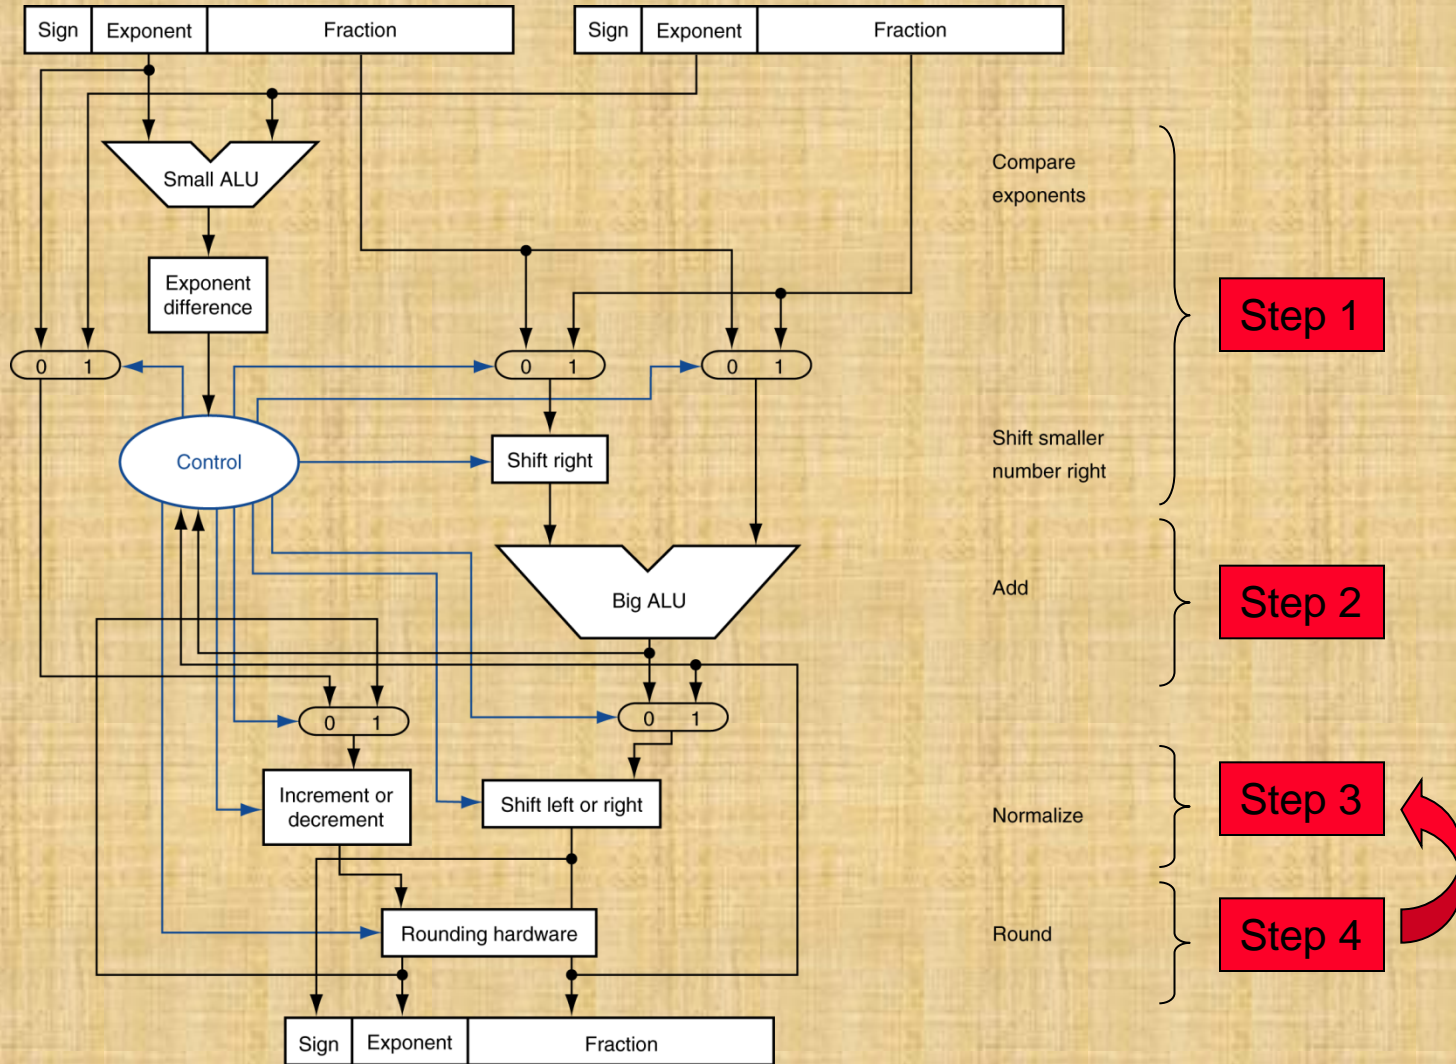 Sign Exponent Fraction
Sign Exponent Fraction
Small ALU
Compare
exponents
Exponent
difference
Step 1
0 1
0 1
0 1
Control
Shift right
Shift smaller
number right
Big ALU
Add
Step 2
0 1
0 1
Increment or
decrement
Shift left or right
Normalize
Step 3
Rounding hardware
Round
Step 4
Sign Exponent Fraction